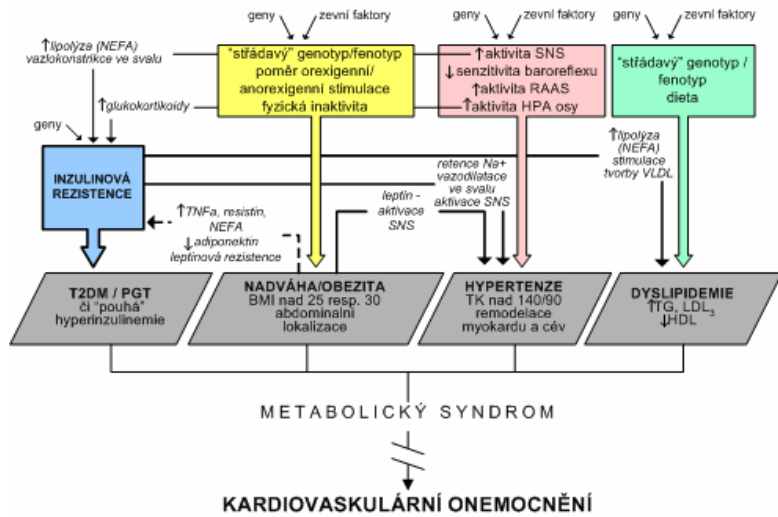 geny
zevní faktory
geny
zevní faktory
geny
zevní faktory
↑lipolýza (NEFA)
vazlokonstrikce ve svalu
↑glukokortikoidy
geny
"střádavý" genotyp/fenotyp
poměr orexigenní/
anorexigenní stimulace
fyzická inaktivita
↑aktivita SNS
↓senzitivita baroreflexu
↑aktivita RAAS
↑aktivita HPA osy
"střádavý" genotyp /
fenotyp
dieta
INZULINOVÁ
REZISTENCE
↑TNFa, resistin,
NEFA
↓adiponektin
leptinová rezistence
leptin -
aktivace
SNS
retence Na+
vazodilatace
ve svalu
aktivace SNS
↑lipolýza
(NEFA)
stimulace
tvorby VLDL
T2DM / PGT
či "pouhá"
hyperinzulinemie
NADVÁHA/OBEZITA
BMI nad 25 resp. 30
abdominalní
lokalizace
HYPERTENZE
TK nad 140/90
remodelace
myokardu a cév
DYSLIPIDEMIE
↑TG, LDL3
↓HDL
METABOLICKÝ SYNDROM
KARDIOVASKULÁRNÍ ONEMOCNĚNÍ